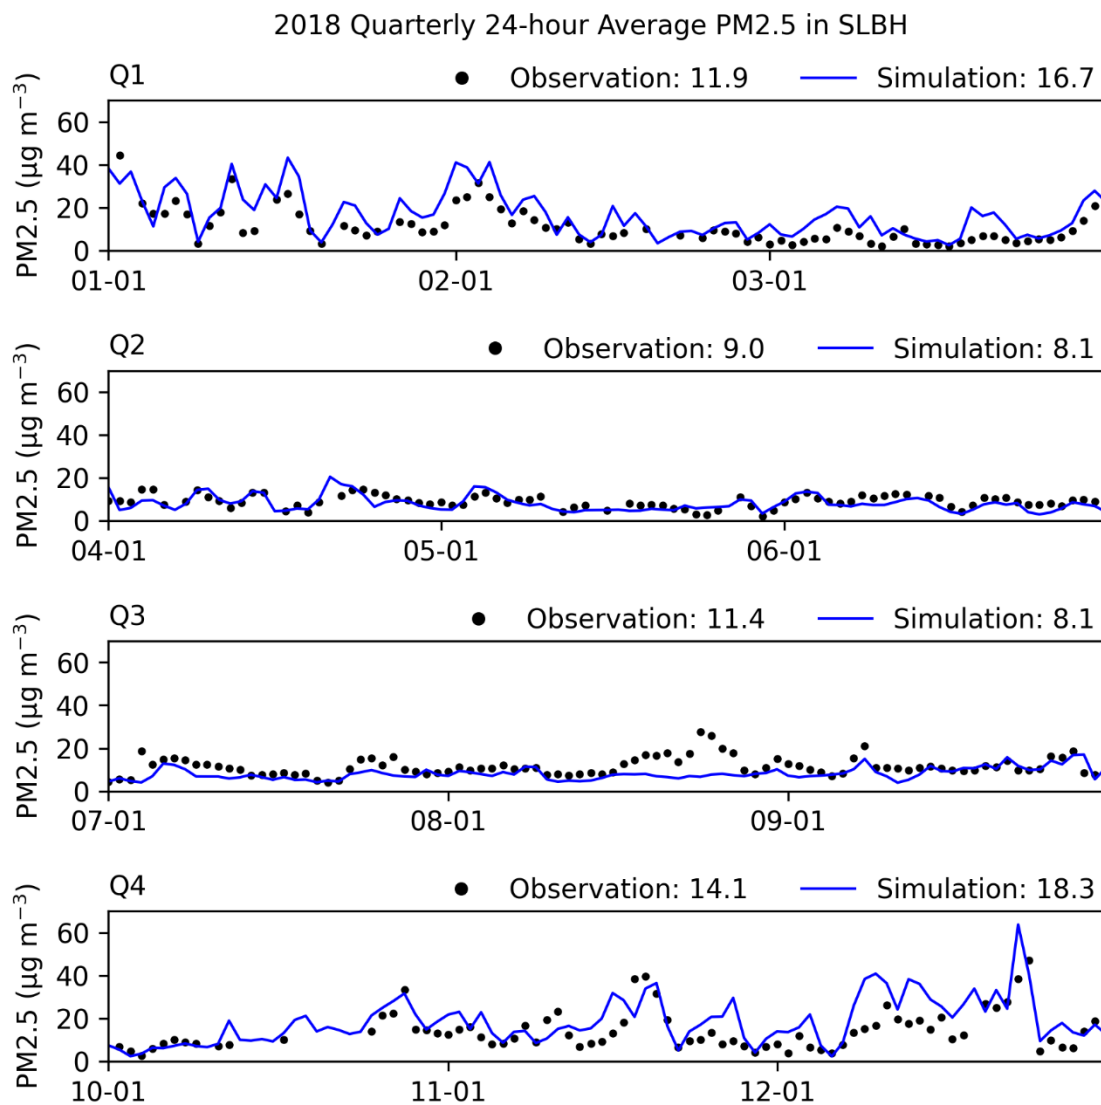 2018 Quarterly 24-hour Average PM2.5 in SLBH
Q1 Observation: 11.9 Simulation: 16.7
PM2.5 (µg m⁻³)
60
40
20
0
01-01 02-01 03-01
Q2 Observation: 9.0 Simulation: 8.1
PM2.5 (µg m⁻³)
60
40
20
0
04-01 05-01 06-01
Q3 Observation: 11.4 Simulation: 8.1
PM2.5 (µg m⁻³)
60
40
20
0
07-01 08-01 09-01
Q4 Observation: 14.1 Simulation: 18.3
PM2.5 (µg m⁻³)
60
40
20
0
10-01 11-01 12-01